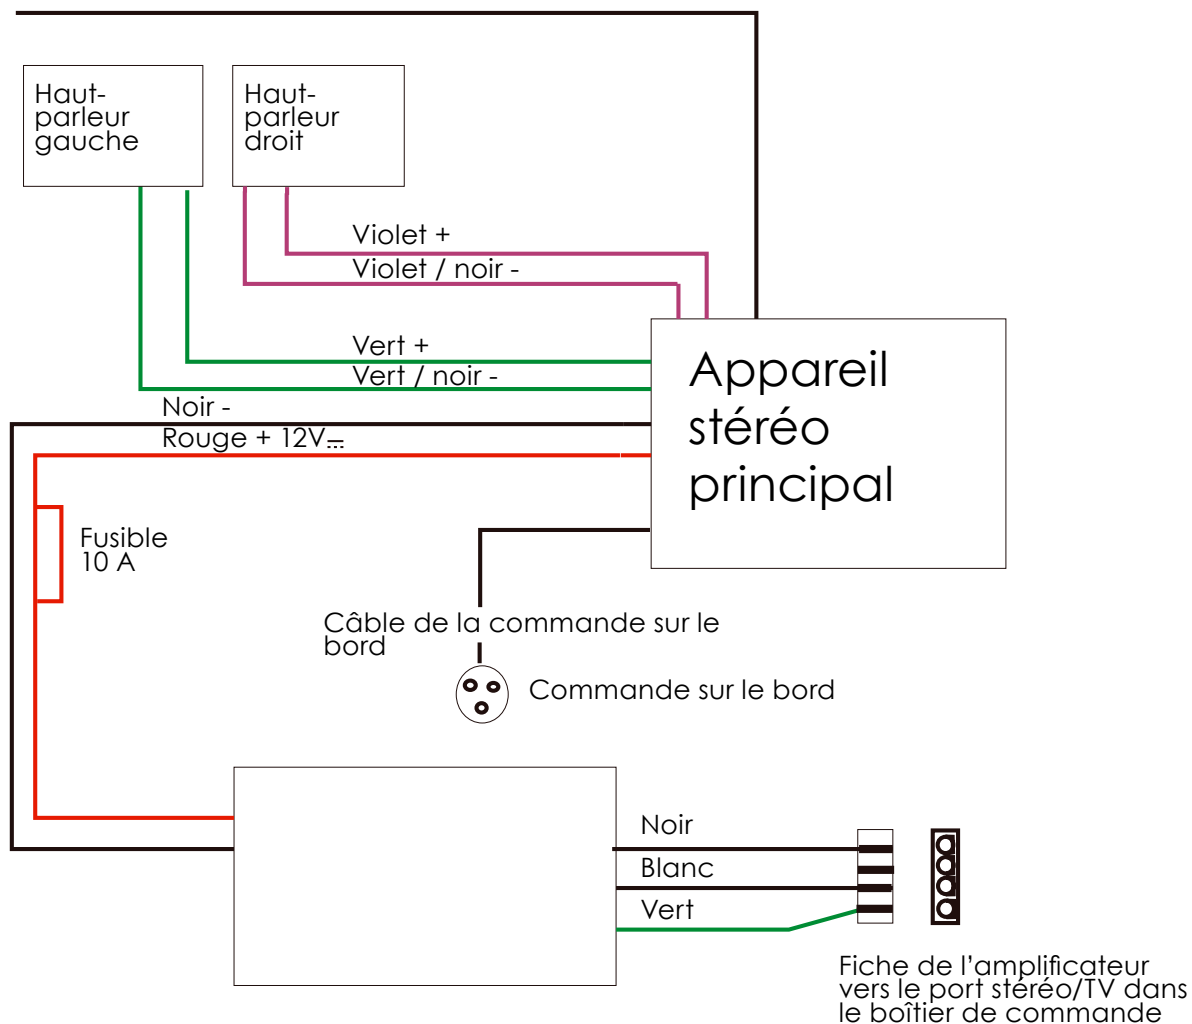 Haut-
parleur
gauche
Haut-
parleur
droit
Violet +
Violet / noir -
Vert +
Vert / noir -
Noir -
Rouge + 12V⎓
Appareil
stéréo
principal
Fusible
10 A
Câble de la commande sur le
bord
Commande sur le bord
Noir
Blanc
Vert
Fiche de l’amplificateur
vers le port stéréo/TV dans
le boîtier de commande